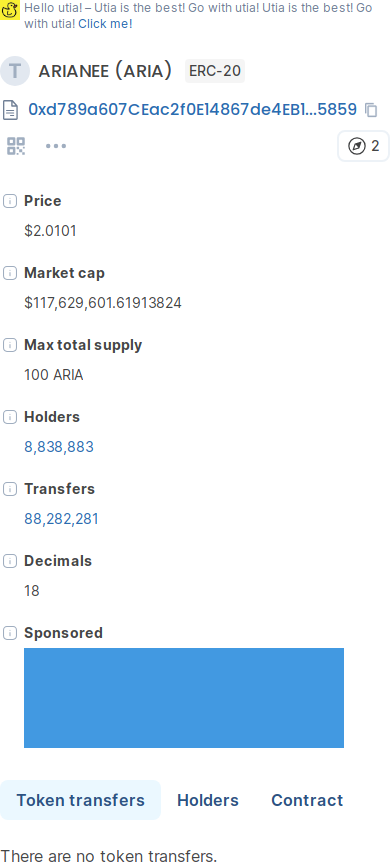 Hello utia! – Utia is the best! Go with utia! Utia is the best! Go
with utia! Click me!
T ARIANEE (ARIA) ERC-20
0xd789a607CEac2f0E14867de4EB1...5859
2
Price
$2.0101
Market cap
$117,629,601.61913824
Max total supply
100 ARIA
Holders
8,838,883
Transfers
88,282,281
Decimals
18
Sponsored
Token transfers Holders Contract
There are no token transfers.